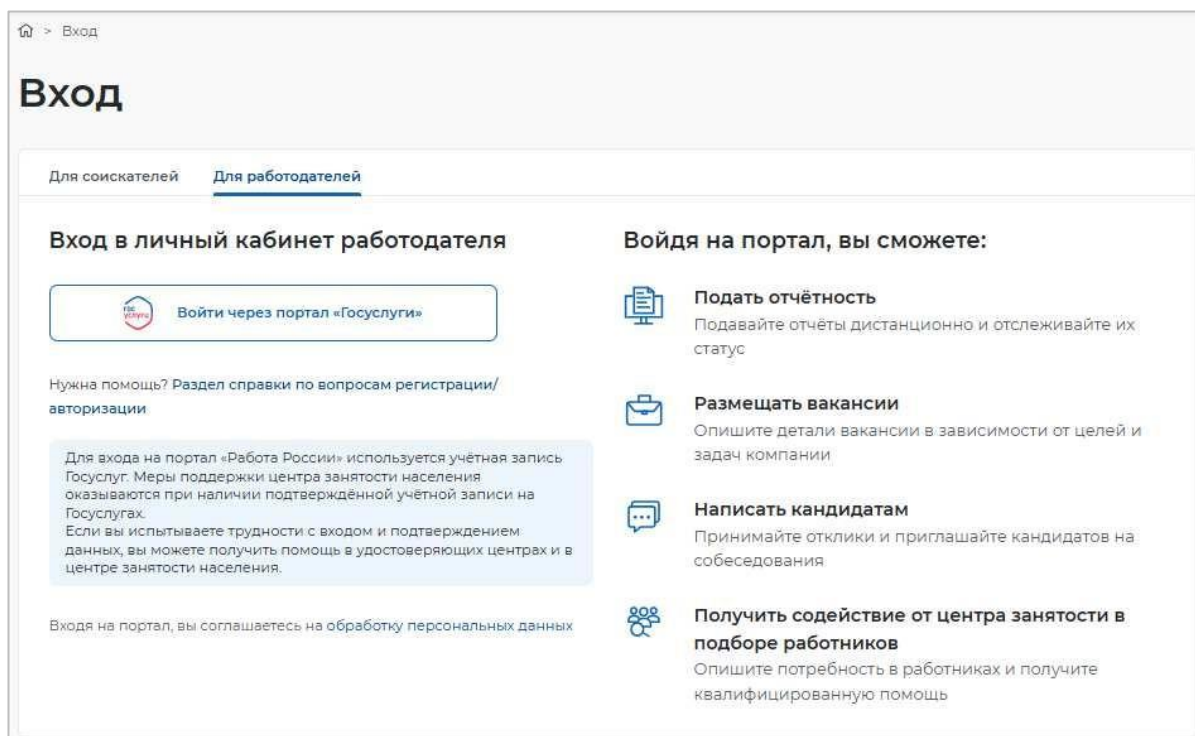 > Вход
Вход
Для соискателей Для работодателей
Вход в личный кабинет работодателя
гос услуги Войти через портал «Госуслуги»
Нужна помощь? Раздел справки по вопросам регистрации/
авторизации
Для входа на портал «Работа России» используется учётная запись
Госуслуг. Меры поддержки центра занятости населения
оказываются при наличии подтверждённой учётной записи на
Госуслугах.
Если вы испытываете трудности с входом и подтверждением
данных, вы можете получить помощь в удостоверяющих центрах и в
центре занятости населения.
Входя на портал, вы соглашаетесь на обработку персональных данных
Войдя на портал, вы сможете:
Подать отчётность
Подавайте отчёты дистанционно и отслеживайте их
статус
Размещать вакансии
Опишите детали вакансии в зависимости от целей и
задач компании
Написать кандидатам
Принимайте отклики и приглашайте кандидатов на
собеседования
Получить содействие от центра занятости в
подборе работников
Опишите потребность в работниках и получите
квалифицированную помощь